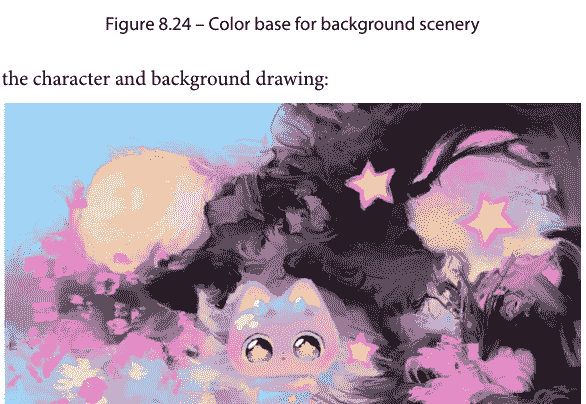 Figure 8.24 – Color base for background scenery
the character and background drawing: